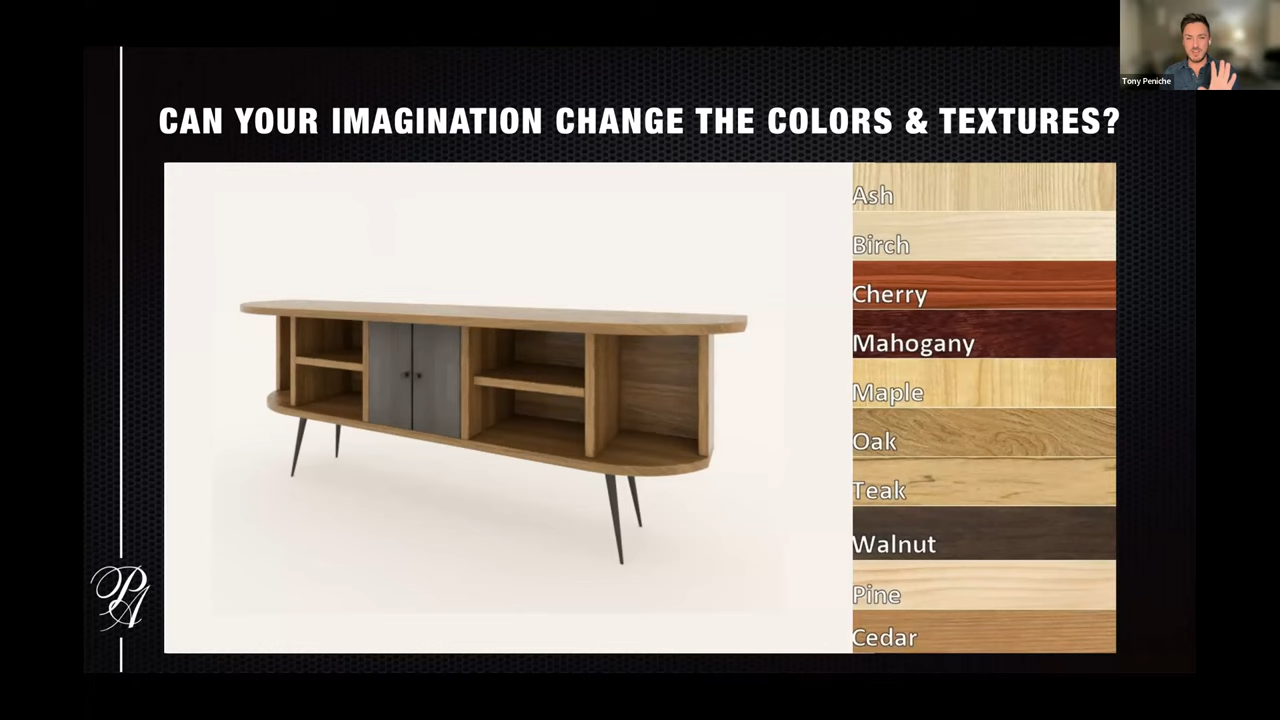 Tony Peniche
CAN YOUR IMAGINATION CHANGE THE COLORS & TEXTURES?
Ash
Birch
Cherry
Mahogany
Maple
Oak
Teak
Walnut
Pine
Cedar
PA